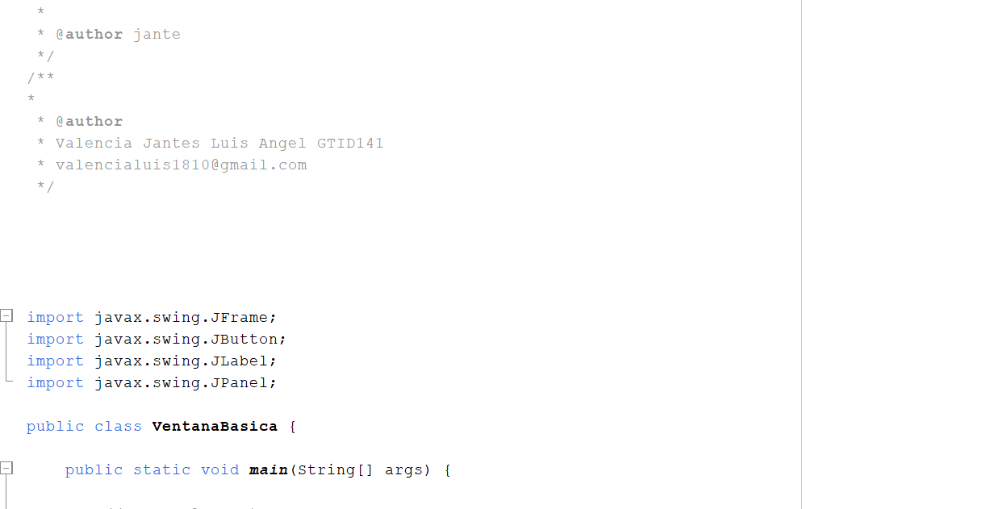 *
* @author jante
*/
/**
*
* @author
* Valencia Jantes Luis Angel GTID141
* valencialuis1810@gmail.com
*/
import javax.swing.JFrame;
import javax.swing.JButton;
import javax.swing.JLabel;
import javax.swing.JPanel;
public class VentanaBasica {
public static void main(String[] args) {